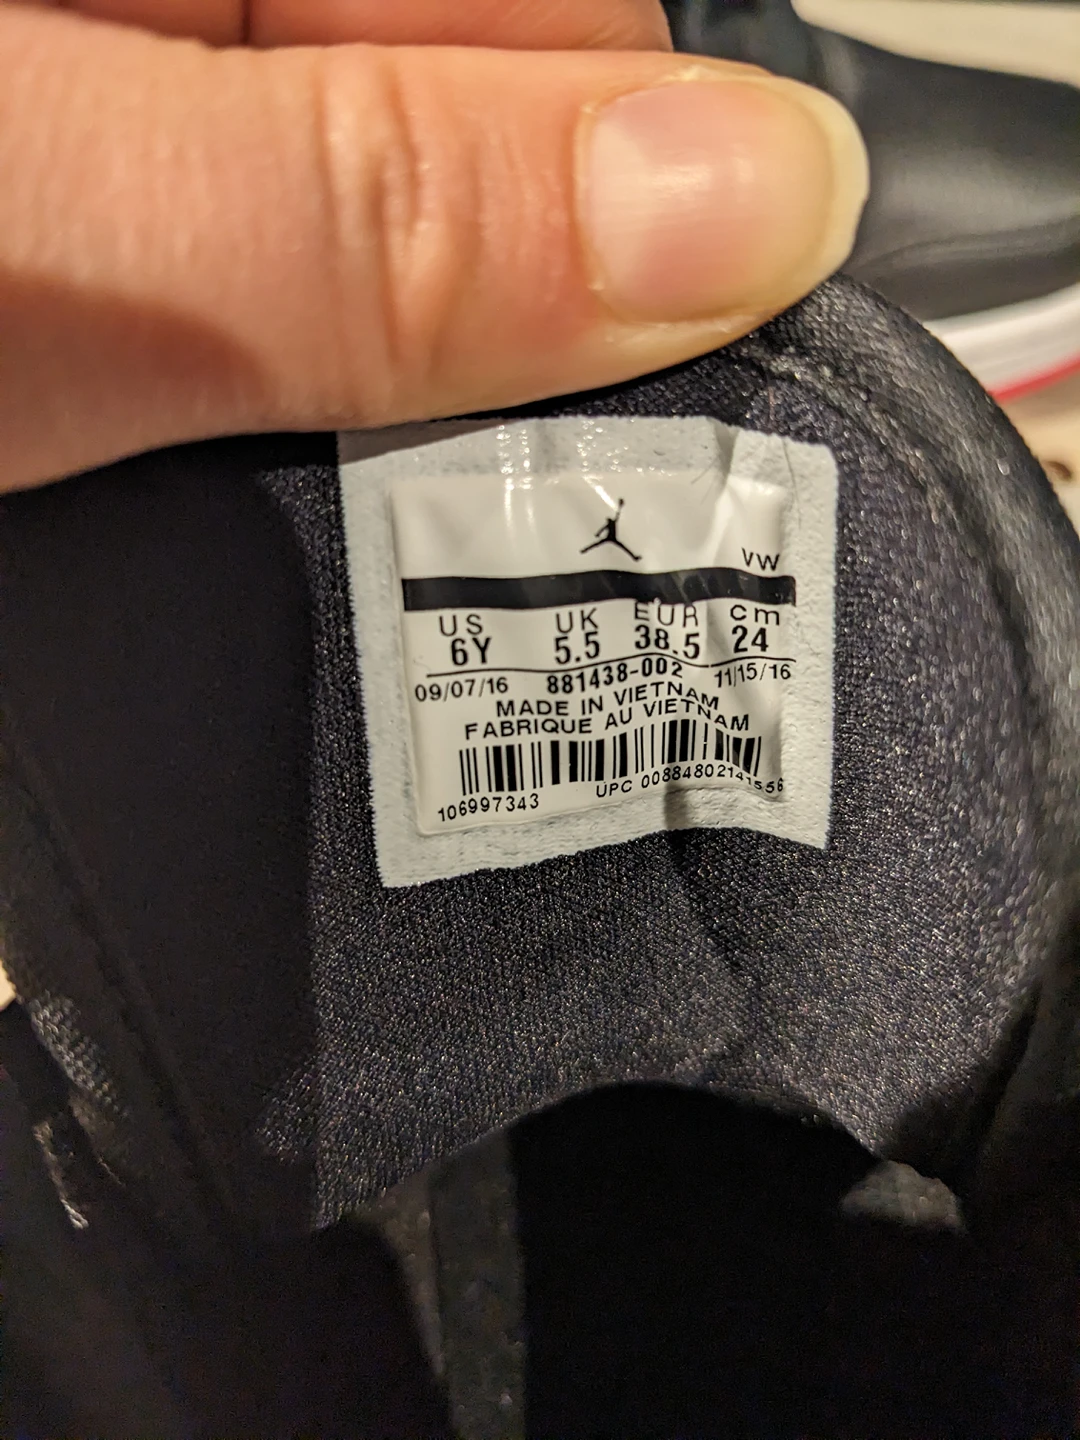 VW
US UK EUR cm
6Y 5.5 38.5 24
09/07/16 881438-002 11/15/16
MADE IN VIETNAM
FABRIQUE AU VIETNAM
106997343 UPC 00884802141556